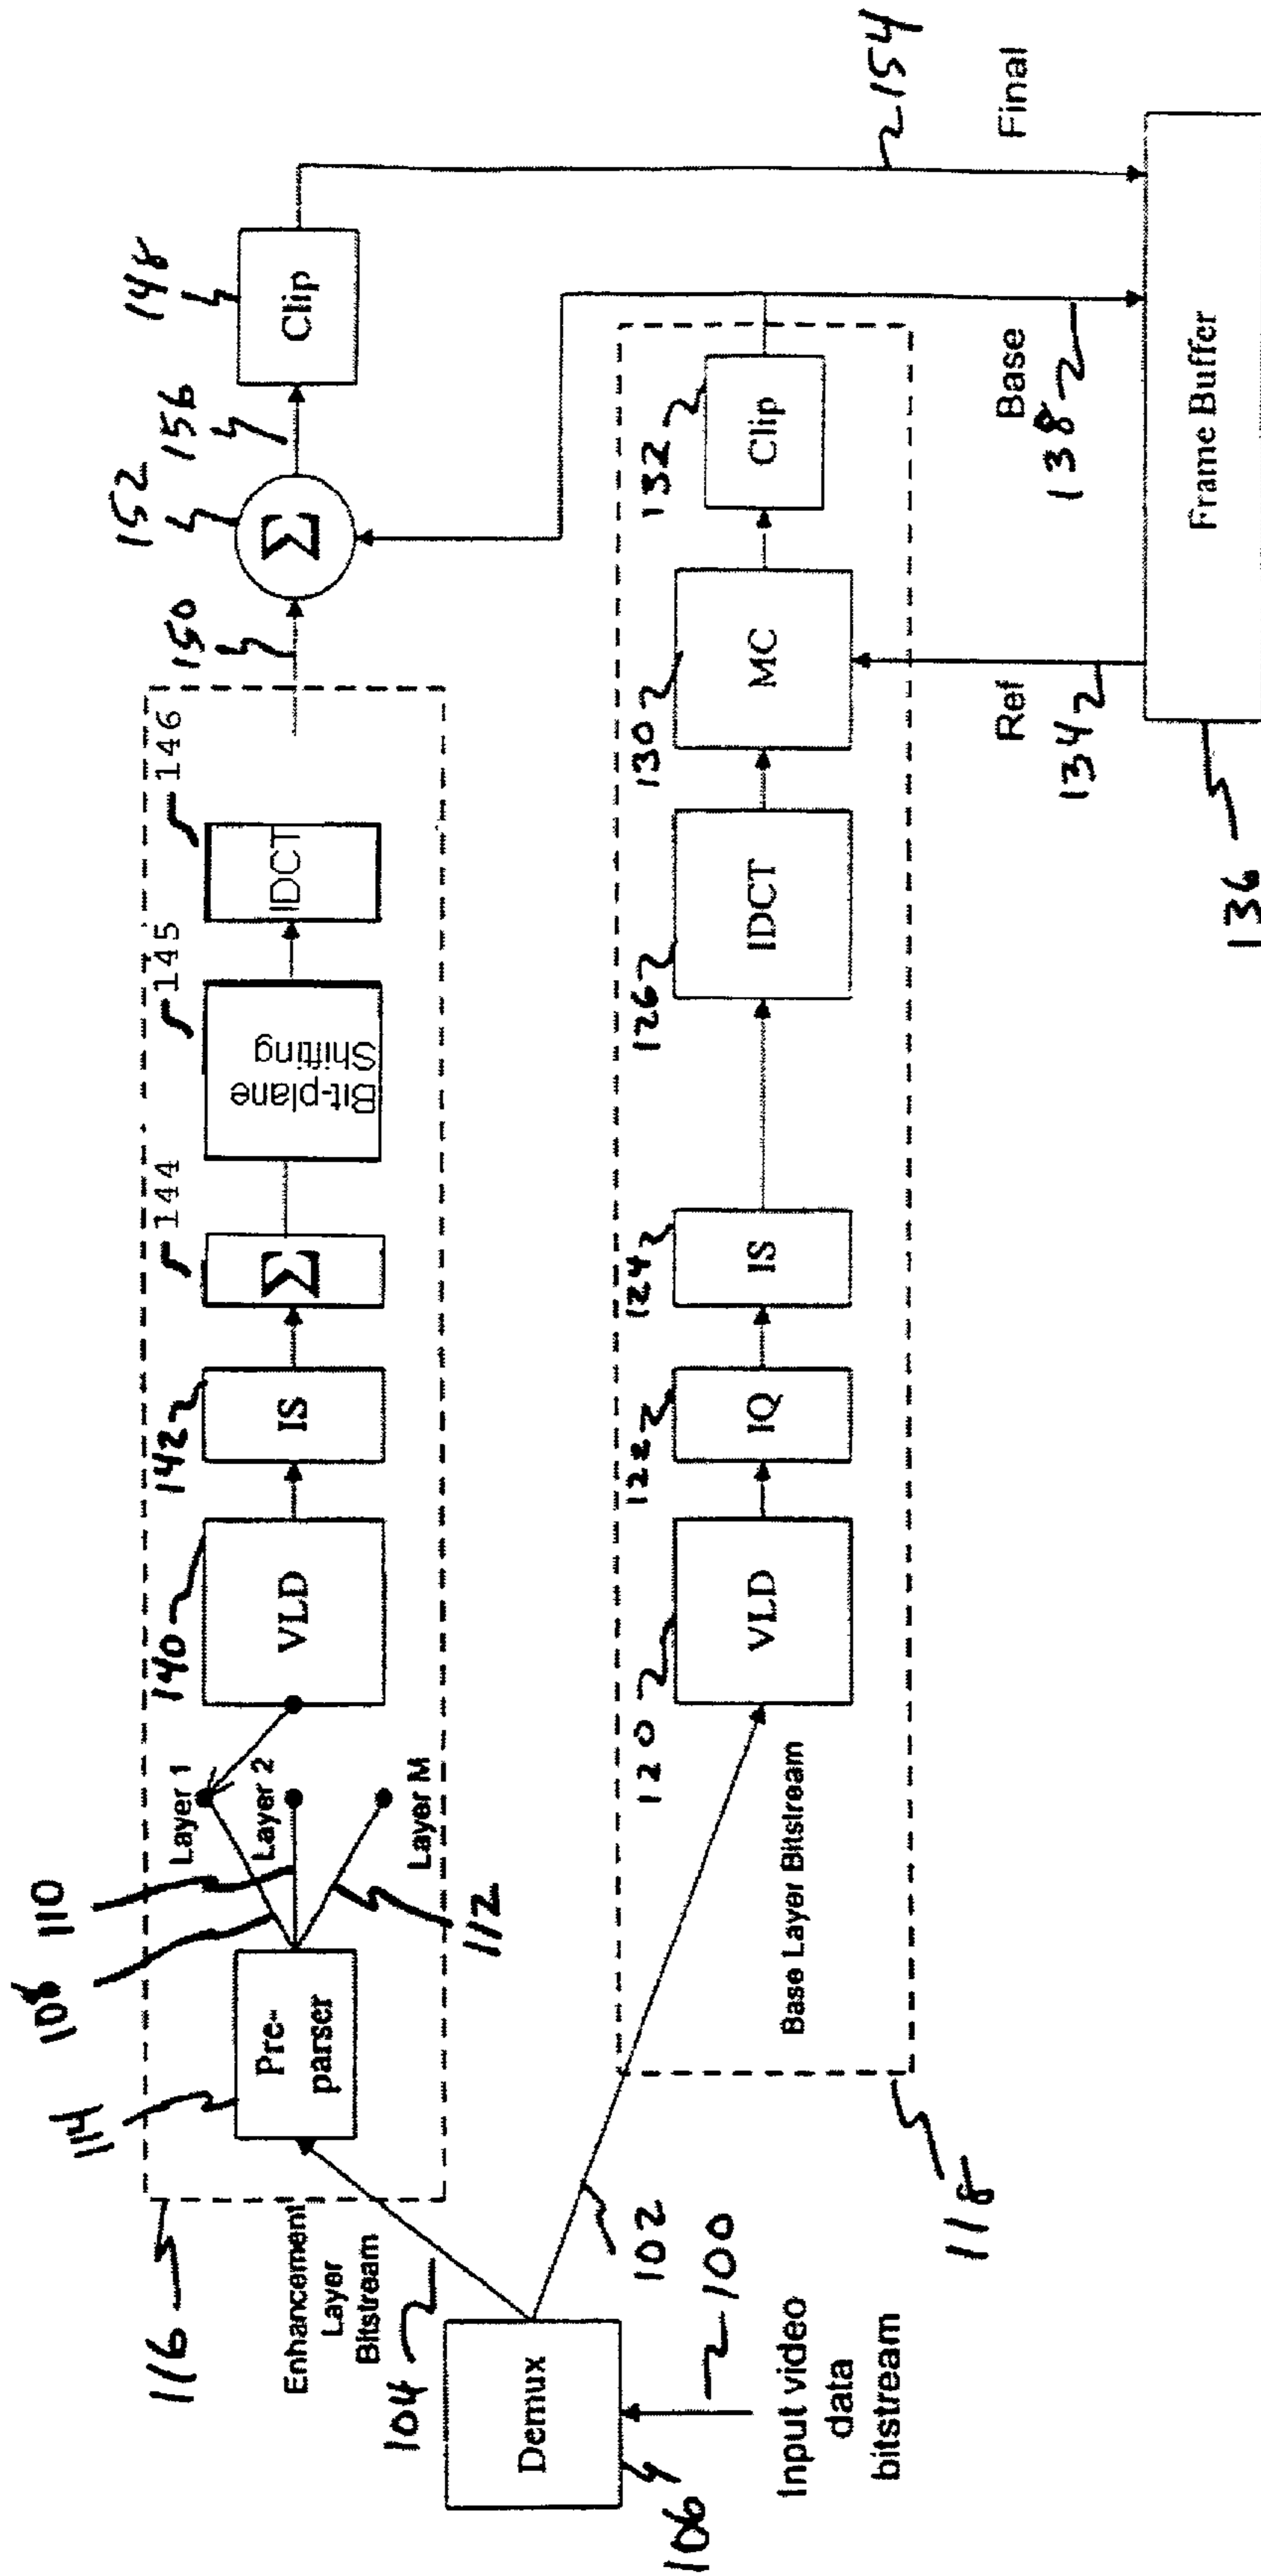 116
114
108
110
Enhancement
Layer
Bitstream
104
Pre-
parser
Layer 1
Layer 2
Layer M
112
140
VLD
142
IS
144
Σ
145
Bit-plane
Shifting
146
IDCT
150
152
Σ
156
148
Clip
Demux
106
100
Input video
data
bitstream
102
118
Base Layer Bitstream
120
VLD
122
IQ
124
IS
126
IDCT
130
MC
132
Clip
Ref
134
Base
138
Final
154
Frame Buffer
136